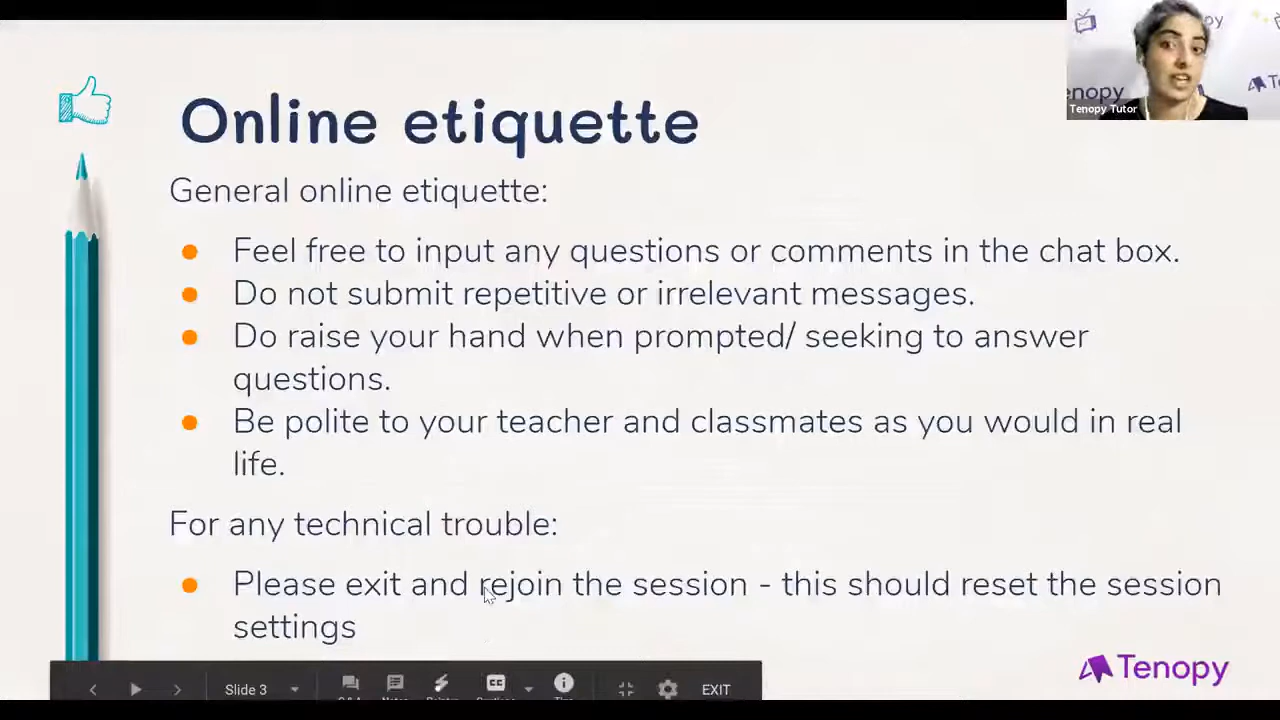 Online etiquette
General online etiquette:
Feel free to input any questions or comments in the chat box.
Do not submit repetitive or irrelevant messages.
Do raise your hand when prompted/ seeking to answer
questions.
Be polite to your teacher and classmates as you would in real
life.
For any technical trouble:
Please exit and rejoin the session - this should reset the session
settings
Tenopy Tutor
Slide 3
CC
EXIT
Tenopy